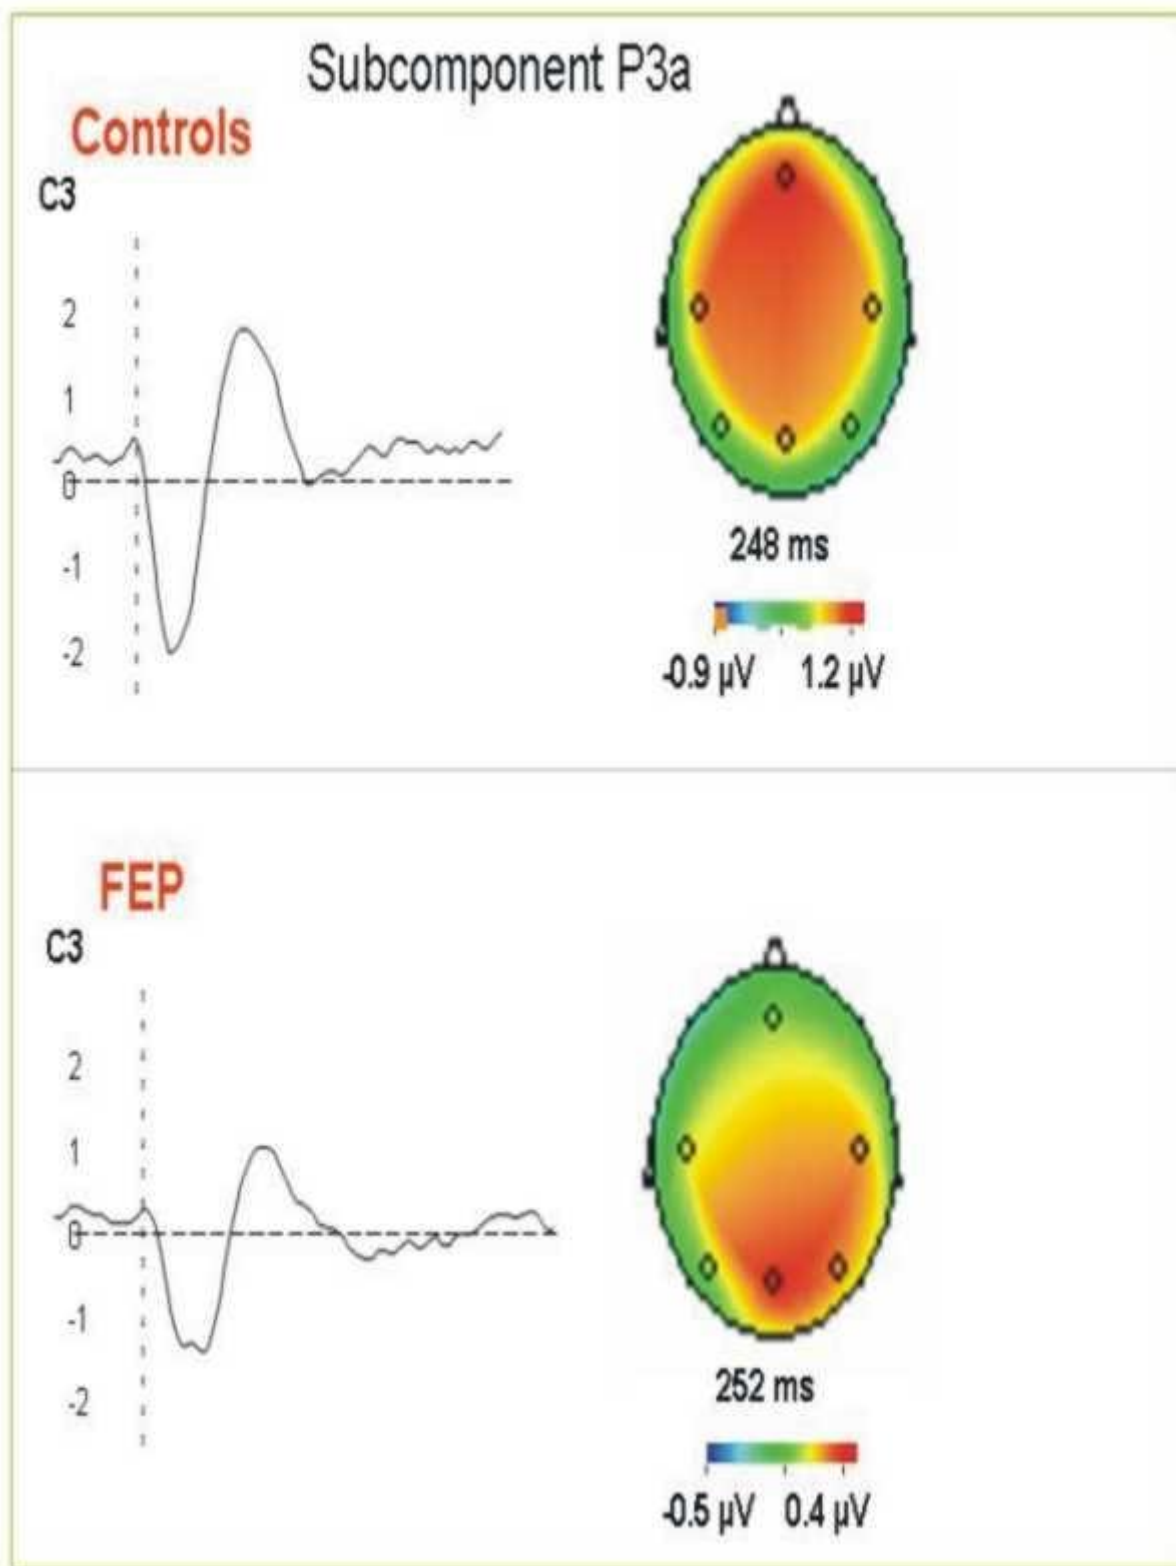 Subcomponent P3a
Controls
C3
2
1
0
-1
-2
248 ms
-0.9 µV 1.2 µV
FEP
C3
2
1
0
-1
-2
252 ms
-0.5 µV 0.4 µV